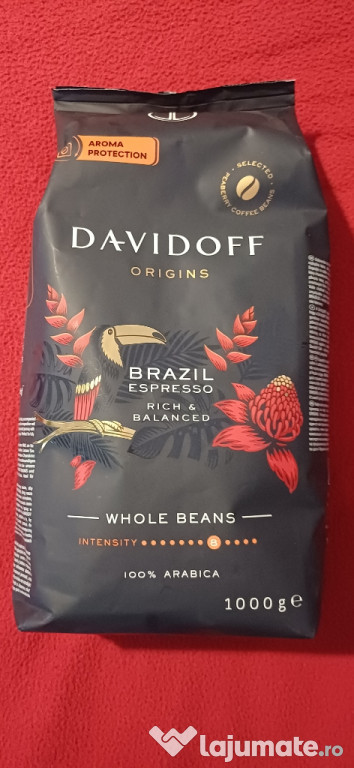 AROMA
PROTECTION
SELECTED
PEABERRY COFFEE BEANS
DAVIDOFF
ORIGINS
BRAZIL
ESPRESSO
RICH &
BALANCED
WHOLE BEANS
INTENSITY 8
100% ARABICA
1000 g e
lajumate.ro